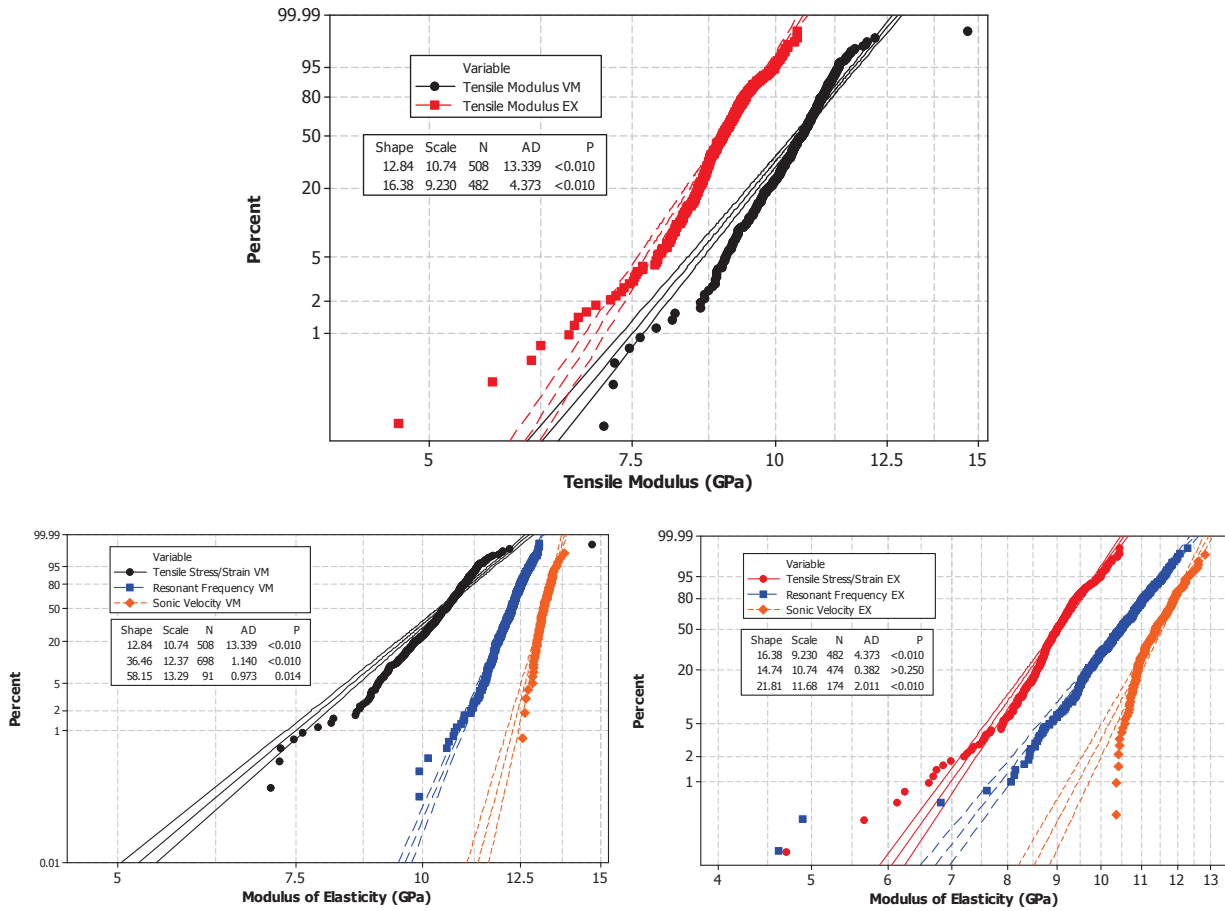 99.99
95
80
50
20
5
2
1
Percent
Variable
Tensile Modulus VM
Tensile Modulus EX
Shape Scale N AD P
12.84 10.74 508 13.339 <0.010
16.38 9.230 482 4.373 <0.010
5 7.5 10 12.5 15
Tensile Modulus (GPa)
99.99
95
80
50
20
5
2
1
0.01
Percent
Variable
Tensile Stress/Strain VM
Resonant Frequency VM
Sonic Velocity VM
Shape Scale N AD P
12.84 10.74 508 13.339 <0.010
36.46 12.37 698 1.140 <0.010
58.15 13.29 91 0.973 0.014
5 7.5 10 12.5 15
Modulus of Elasticity (GPa)
99.99
95
80
50
20
5
2
1
Percent
Variable
Tensile Stress/Strain EX
Resonant Frequency EX
Sonic Velocity EX
Shape Scale N AD P
16.38 9.230 482 4.373 <0.010
14.74 10.74 474 0.382 >0.250
21.81 11.68 174 2.011 <0.010
4 5 6 7 8 9 10 11 12 13
Modulus of Elasticity (GPa)